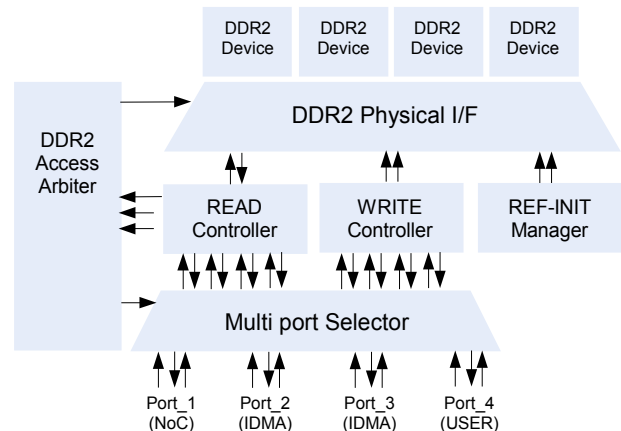 DDR2
Device
DDR2
Device
DDR2
Device
DDR2
Device
DDR2 Physical I/F
DDR2
Access
Arbiter
READ
Controller
WRITE
Controller
REF-INIT
Manager
Multi port Selector
Port_1
(NoC)
Port_2
(IDMA)
Port_3
(IDMA)
Port_4
(USER)